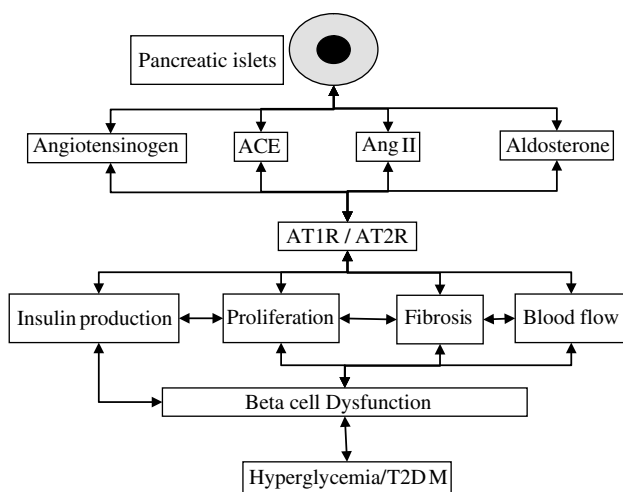 Pancreatic islets
Angiotensinogen
ACE
Ang II
Aldosterone
AT1R / AT2R
Insulin production
Proliferation
Fibrosis
Blood flow
Beta cell Dysfunction
Hyperglycemia/T2DM